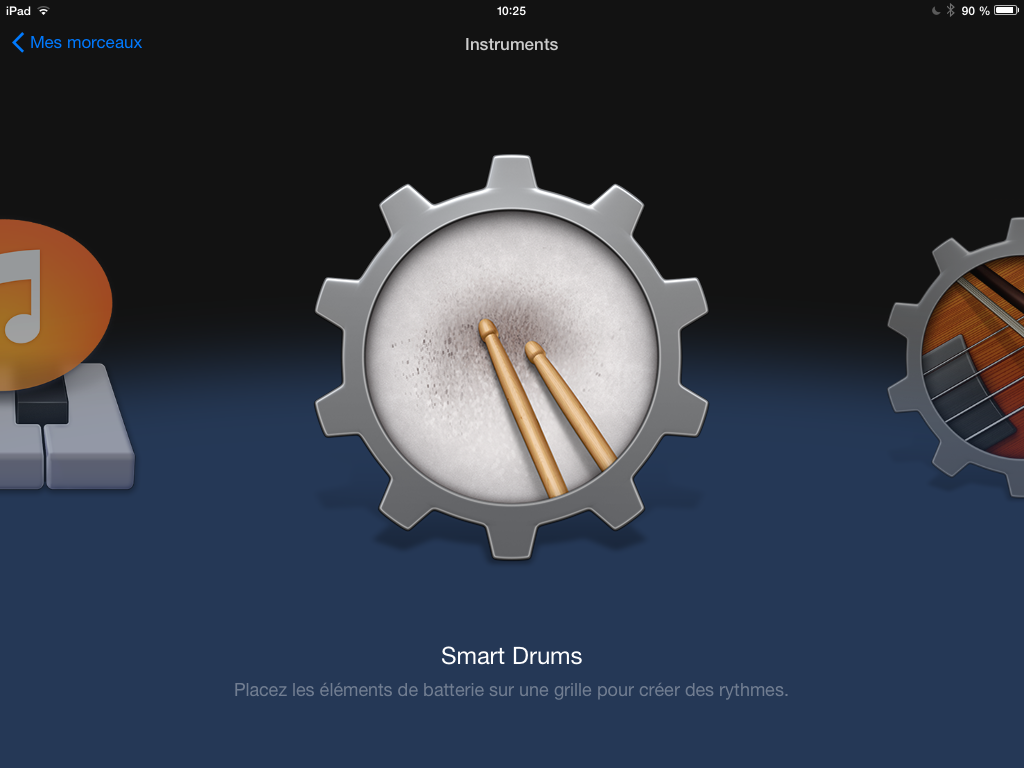 iPad 10:25 90 %
Mes morceaux Instruments
Smart Drums
Placez les éléments de batterie sur une grille pour créer des rythmes.